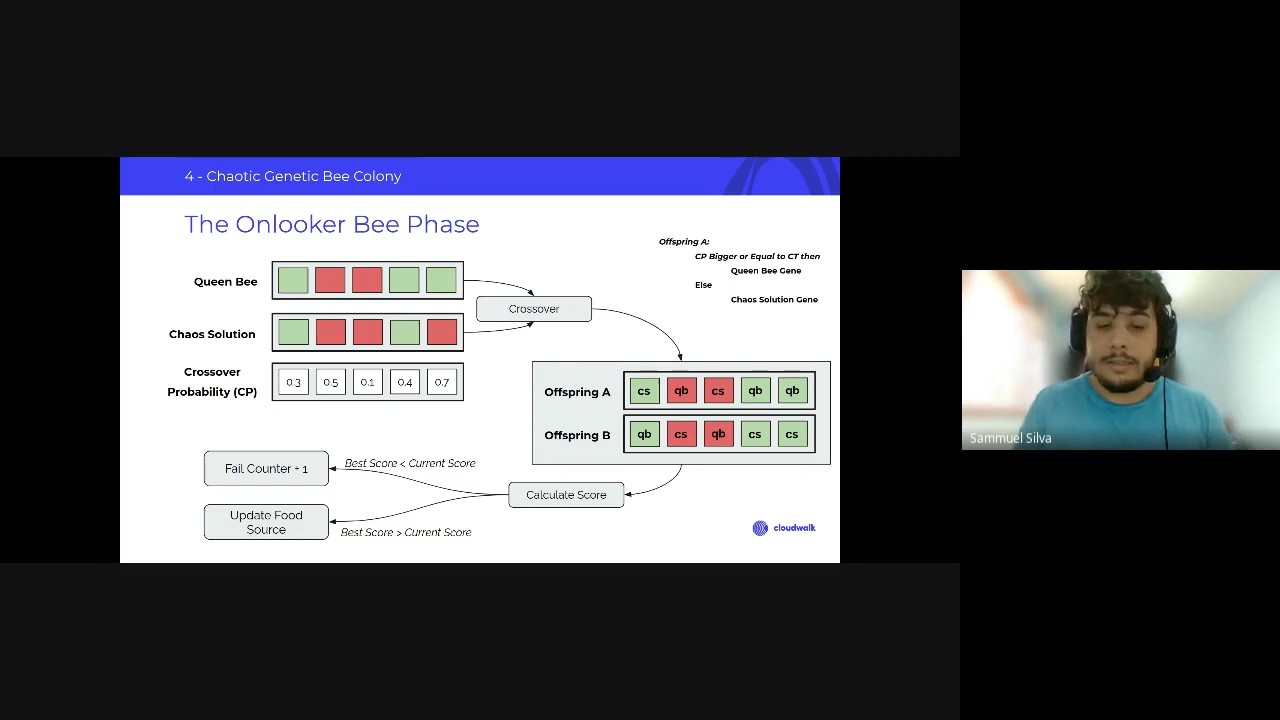 4 - Chaotic Genetic Bee Colony
The Onlooker Bee Phase
Offspring A:
CP Bigger or Equal to CT then
Queen Bee Gene
Else
Chaos Solution Gene
Queen Bee
Crossover
Chaos Solution
Crossover
Probability (CP)
0.3 0.5 0.1 0.4 0.7
Offspring A
cs qb cs qb qb
Offspring B
qb cs qb cs cs
Fail Counter + 1
Best Score < Current Score
Calculate Score
Update Food
Source
Best Score > Current Score
cloudwalk
Sammuel Silva